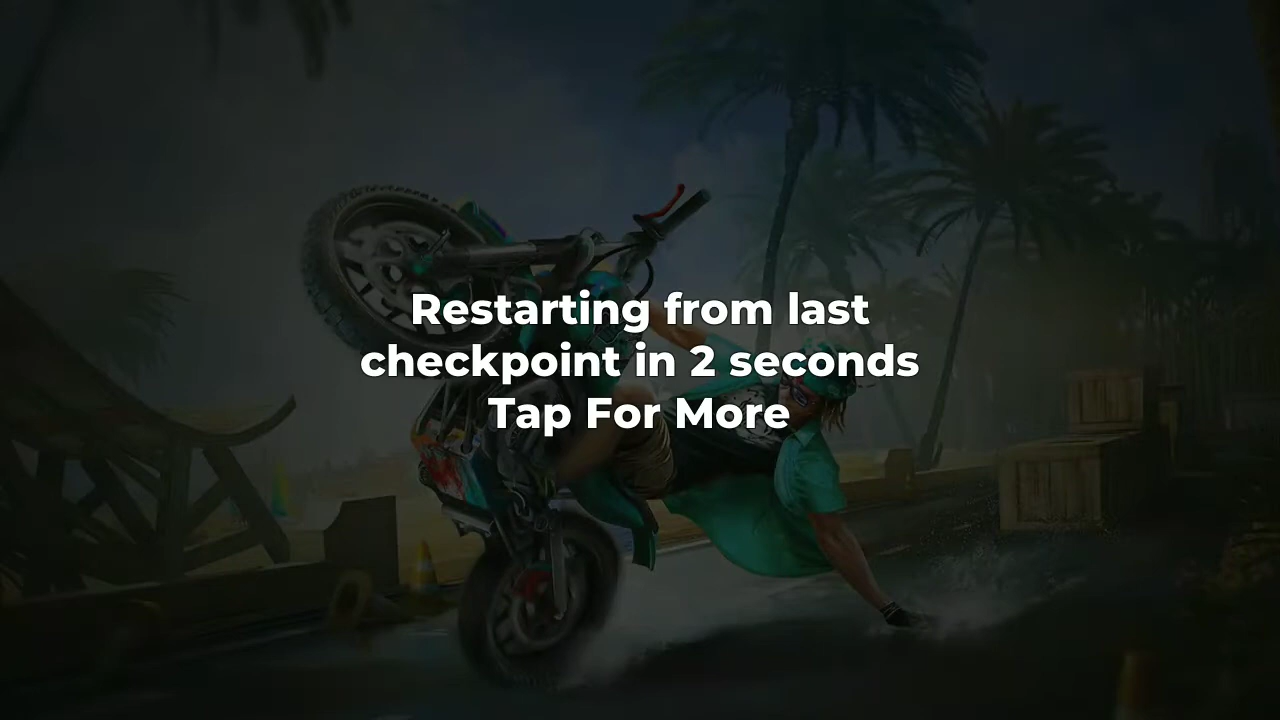 Restarting from last
checkpoint in 2 seconds
Tap For More